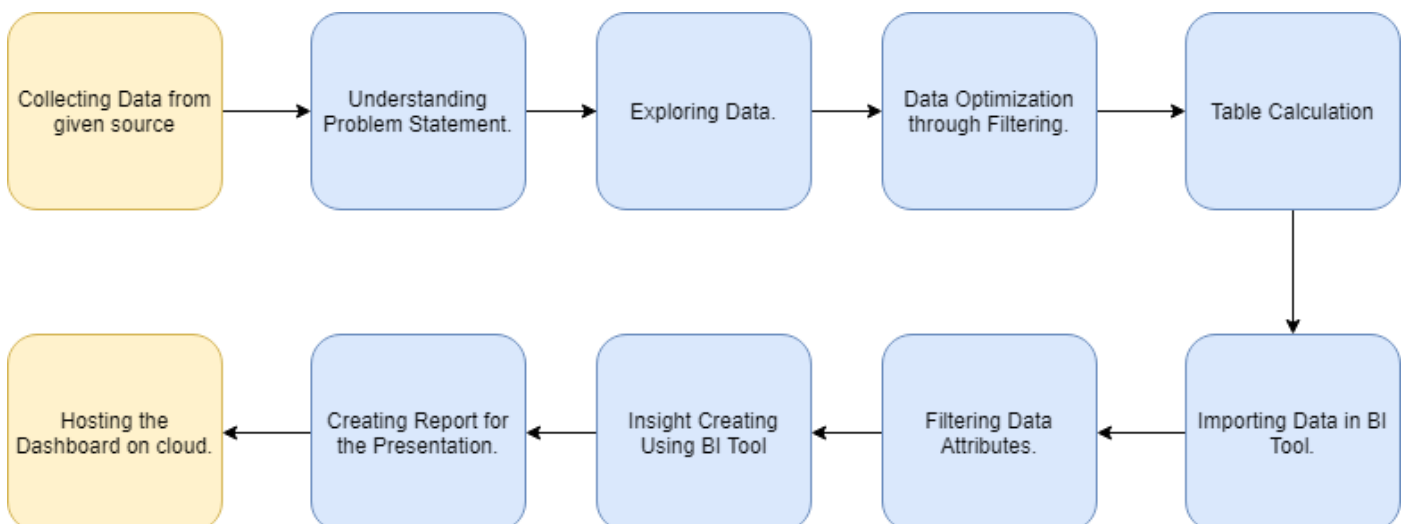 Collecting Data from
given source
Understanding
Problem Statement.
Exploring Data.
Data Optimization
through Filtering.
Table Calculation
Importing Data in BI
Tool.
Filtering Data
Attributes.
Insight Creating
Using BI Tool
Creating Report for
the Presentation.
Hosting the
Dashboard on cloud.